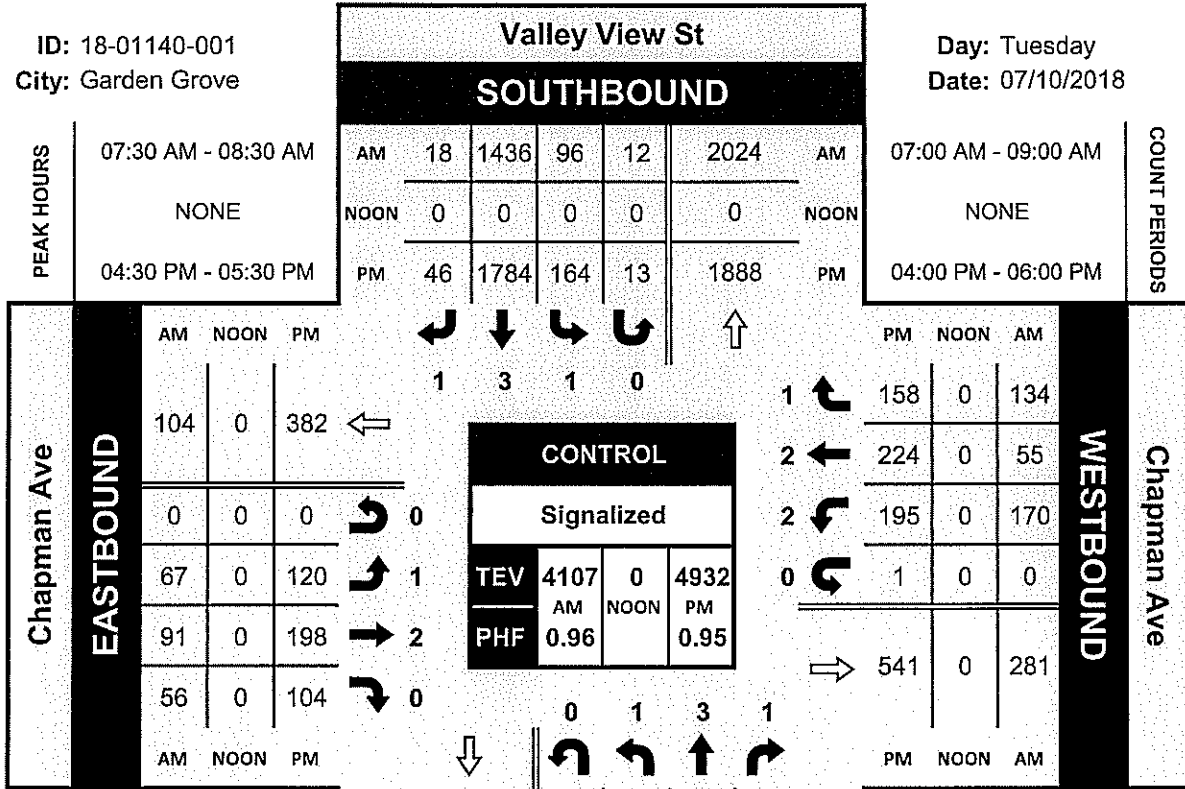 ID: 18-01140-001
City: Garden Grove
Valley View St
SOUTHBOUND
Day: Tuesday
Date: 07/10/2018
PEAK HOURS
07:30 AM - 08:30 AM
NONE
04:30 PM - 05:30 PM
AM 18 1436 96 12 2024 AM
NOON 0 0 0 0 0 NOON
PM 46 1784 164 13 1888 PM
1 3 1 0
07:00 AM - 09:00 AM
NONE
04:00 PM - 06:00 PM
COUNT PERIODS
Chapman Ave
EASTBOUND
AM NOON PM
104 0 382
0 0 0 0
67 0 120 1
91 0 198 2
56 0 104 0
AM NOON PM
CONTROL
Signalized
TEV 4107 0 4932
AM NOON PM
PHF 0.96 0.95
0 1 3 1
PM NOON AM
1 158 0 134
2 224 0 55
2 195 0 170
0 1 0 0
541 0 281
PM NOON AM
WESTBOUND
Chapman Ave